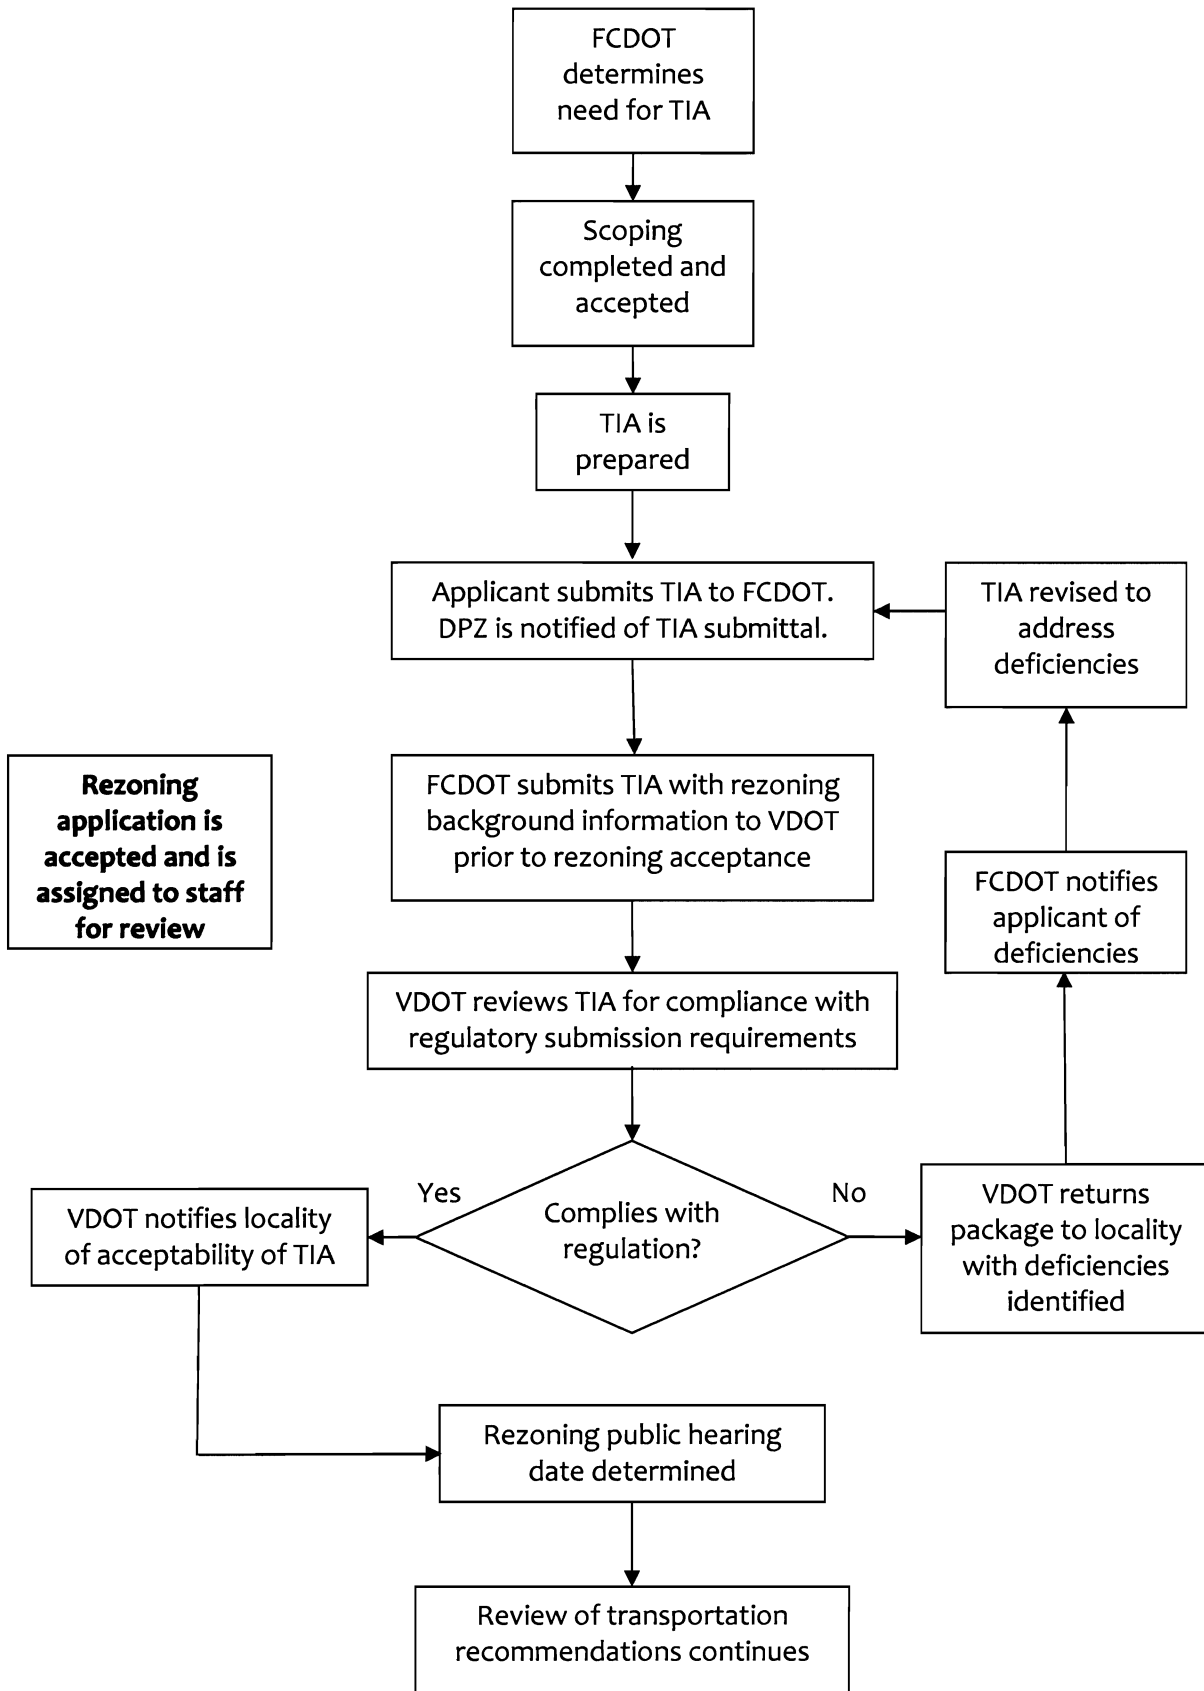 FCDOT
determines
need for TIA
Scoping
completed and
accepted
TIA is
prepared
Applicant submits TIA to FCDOT.
DPZ is notified of TIA submittal.
TIA revised to
address
deficiencies
Rezoning
application is
accepted and is
assigned to staff
for review
FCDOT submits TIA with rezoning
background information to VDOT
prior to rezoning acceptance
FCDOT notifies
applicant of
deficiencies
VDOT reviews TIA for compliance with
regulatory submission requirements
Yes
No
VDOT notifies locality
of acceptability of TIA
Complies with
regulation?
VDOT returns
package to locality
with deficiencies
identified
Rezoning public hearing
date determined
Review of transportation
recommendations continues